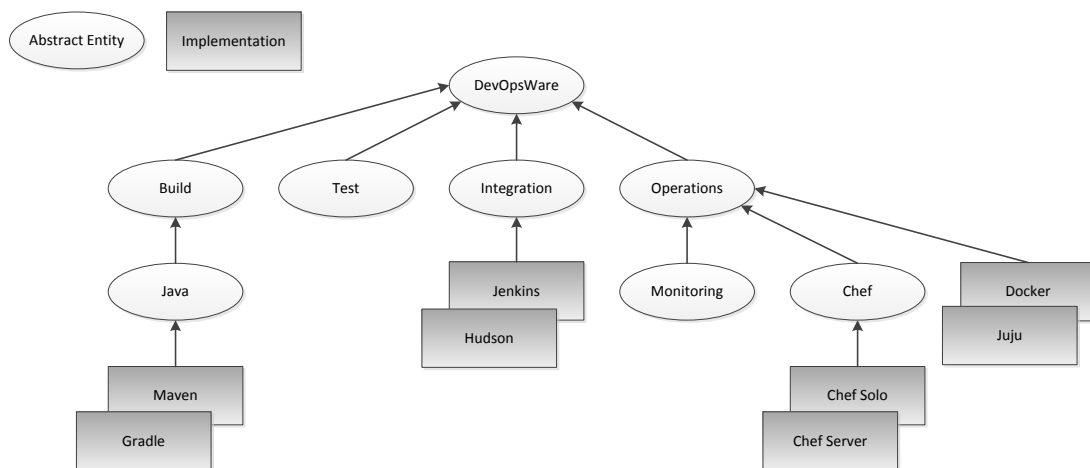 Abstract Entity
Implementation
DevOpsWare
Build
Test
Integration
Operations
Java
Jenkins
Hudson
Monitoring
Chef
Docker
Juju
Maven
Gradle
Chef Solo
Chef Server